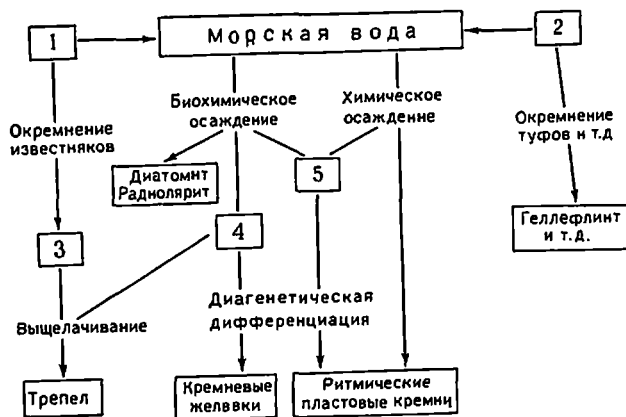 1
Морская вода
2
Биохимическое
осаждение
Химическое
осаждение
Окремнение
известняков
Окремнение
туфов и т.д
Диатомит
Радиолярит
5
Геллефлинт
и т.д.
3
4
Выщелачивание
Диагенетическая
дифференциация
Трепел
Кремневые
желваки
Ритмические
пластовые кремни